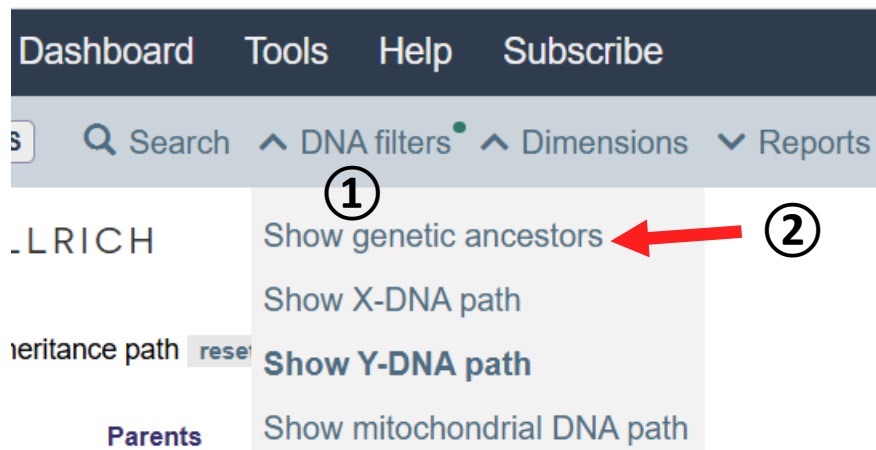 Dashboard Tools Help Subscribe
S Search DNA filters Dimensions Reports
①
LLRICH
Show genetic ancestors ②
Show X-DNA path
heritance path reset
Show Y-DNA path
Parents
Show mitochondrial DNA path